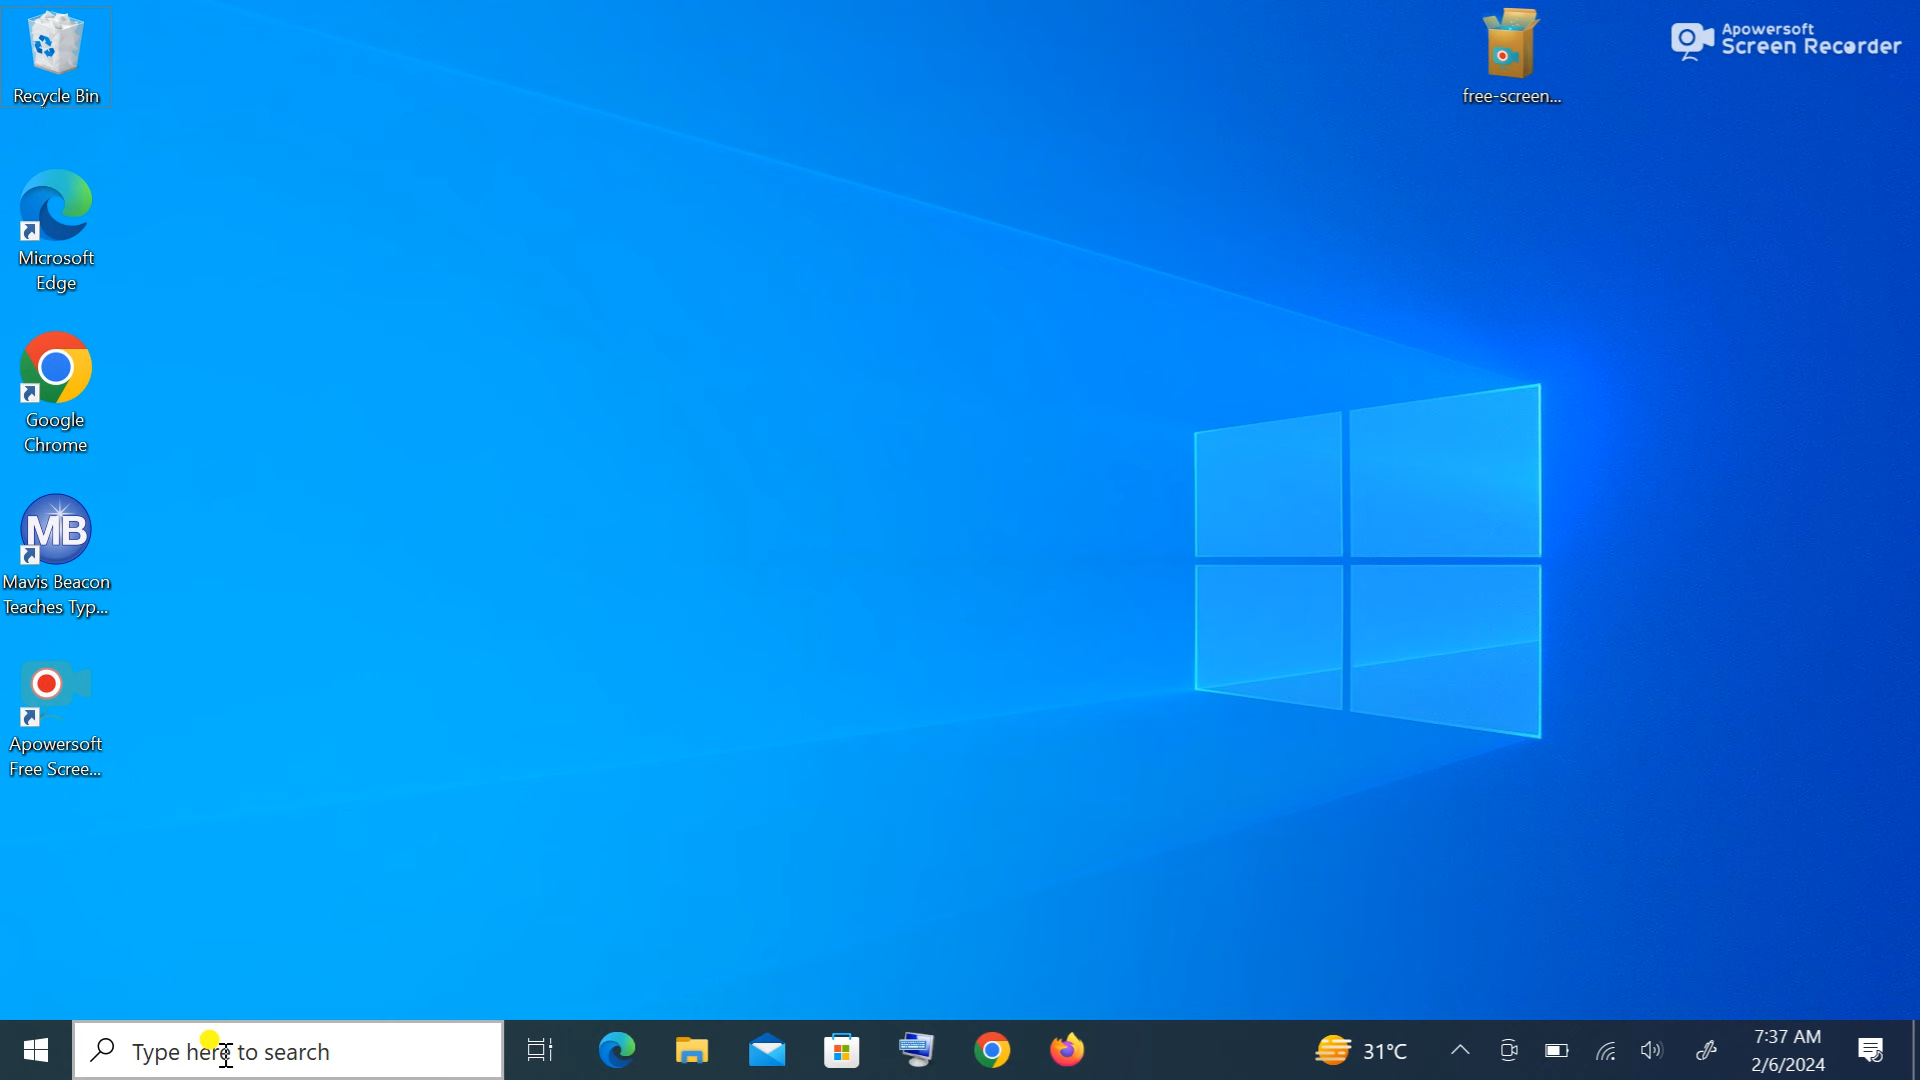 Recycle Bin
free-screen...
Apowersoft
Screen Recorder
Microsoft
Edge
Google
Chrome
MB
Mavis Beacon
Teaches Typ...
Apowersoft
Free Scree...
Type here to search
31°C
7:37 AM
2/6/2024